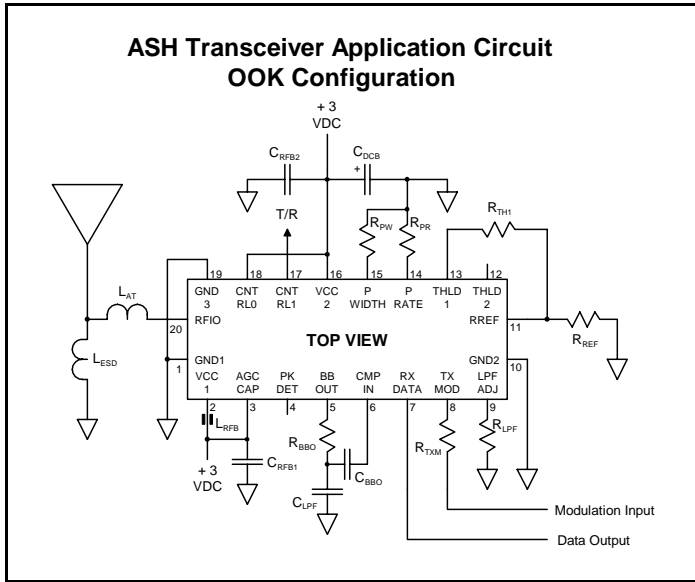 ASH Transceiver Application Circuit
OOK Configuration
+ 3
VDC
CRFB2
CDCB
+
T/R
RPW
RPR
RTH1
19
18
17
16
15
14
13
12
GND
3
CNT
RL0
CNT
RL1
VCC
2
P
WIDTH
P
RATE
THLD
1
THLD
2
LAT
20
RFIO
TOP VIEW
RREF
11
RREF
LESD
1
GND1
GND2
10
VCC
1
AGC
CAP
PK
DET
BB
OUT
CMP
IN
RX
DATA
TX
MOD
LPF
ADJ
2
3
4
5
6
7
8
9
LRFB
RBBO
RTXM
RLPF
+ 3
VDC
CRFB1
CBBO
CLPF
Modulation Input
Data Output